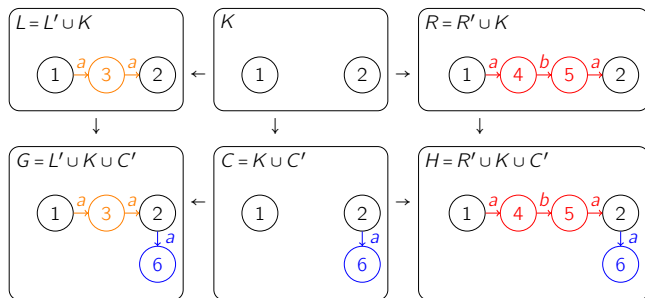 L = L′ ∪ K
1 a 3 a 2
K
1 2
R = R′ ∪ K
1 a 4 b 5 a 2
G = L′ ∪ K ∪ C′
1 a 3 a 2
a
6
C = K ∪ C′
1 2
a
6
H = R′ ∪ K ∪ C′
1 a 4 b 5 a 2
a
6